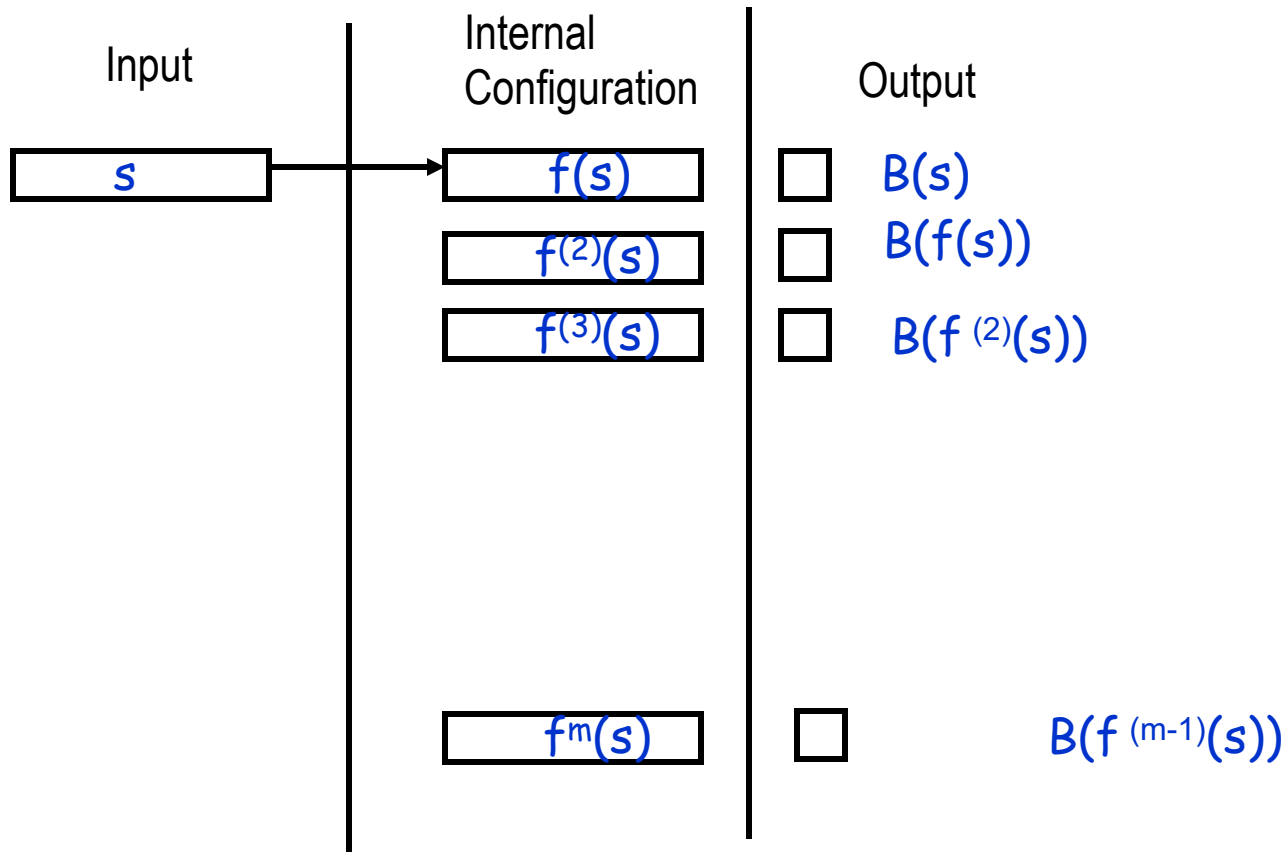 Input
Internal
Configuration
Output
s
f(s)
B(s)
f⁽²⁾(s)
B(f(s))
f⁽³⁾(s)
B(f ⁽²⁾(s))
fᵐ(s)
B(f ⁽ᵐ⁻¹⁾(s))